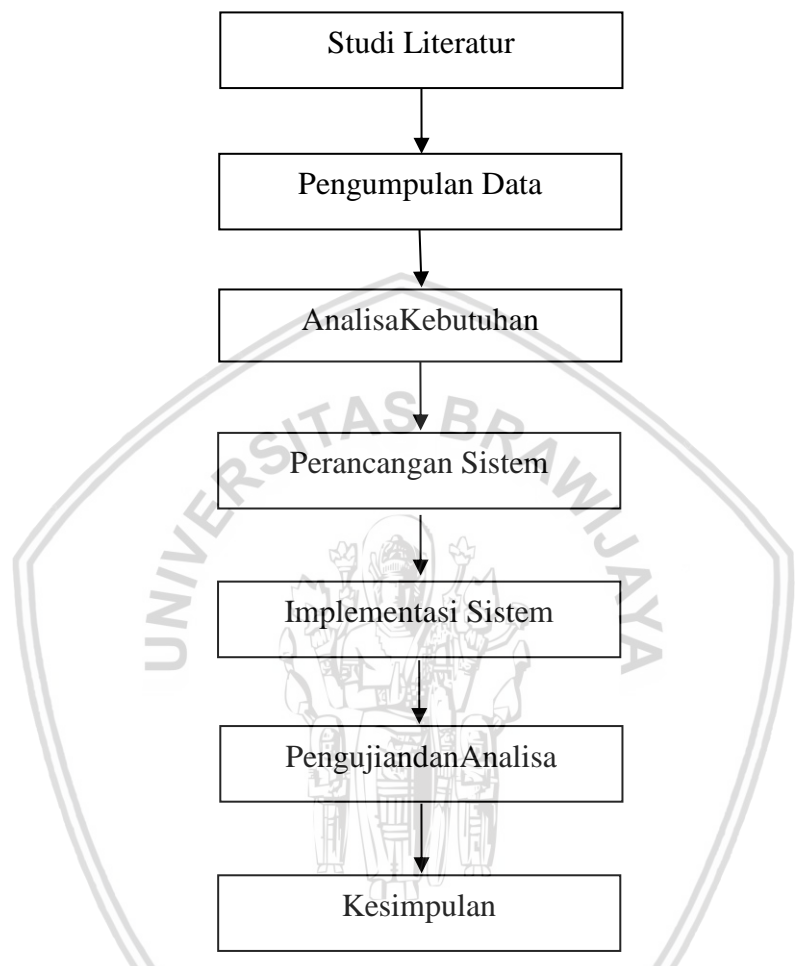 Studi Literatur
Pengumpulan Data
AnalisaKebutuhan
UNIVERSITAS BRAWIJAYA
Perancangan Sistem
Implementasi Sistem
PengujiandanAnalisa
Kesimpulan